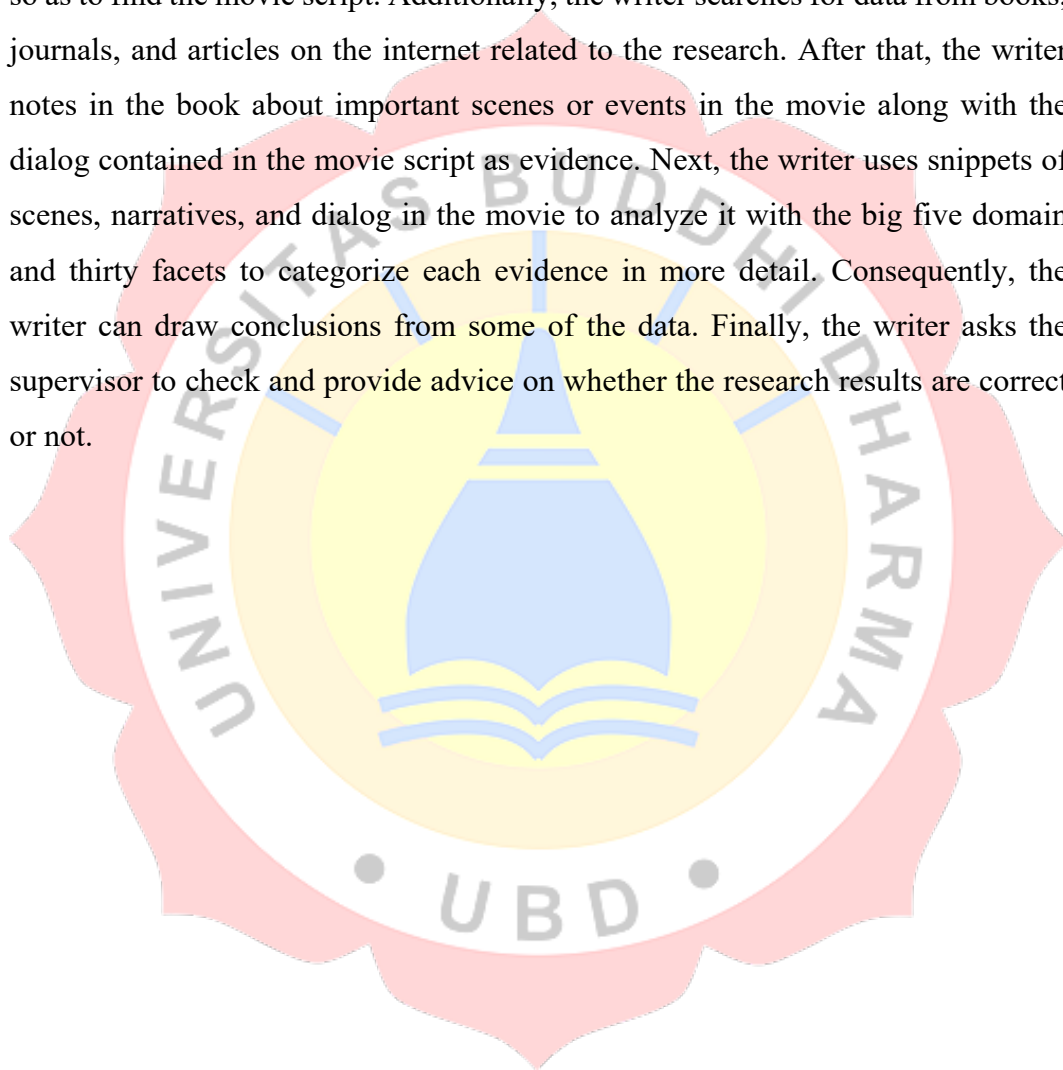 so as to find the movie script. Additionally, the writer searches for data from books,
journals, and articles on the internet related to the research. After that, the writer
notes in the book about important scenes or events in the movie along with the
dialog contained in the movie script as evidence. Next, the writer uses snippets of
scenes, narratives, and dialog in the movie to analyze it with the big five domain
and thirty facets to categorize each evidence in more detail. Consequently, the
writer can draw conclusions from some of the data. Finally, the writer asks the
supervisor to check and provide advice on whether the research results are correct
or not.
UNIVERSITAS BUDDHI DHARMA
• UBD •